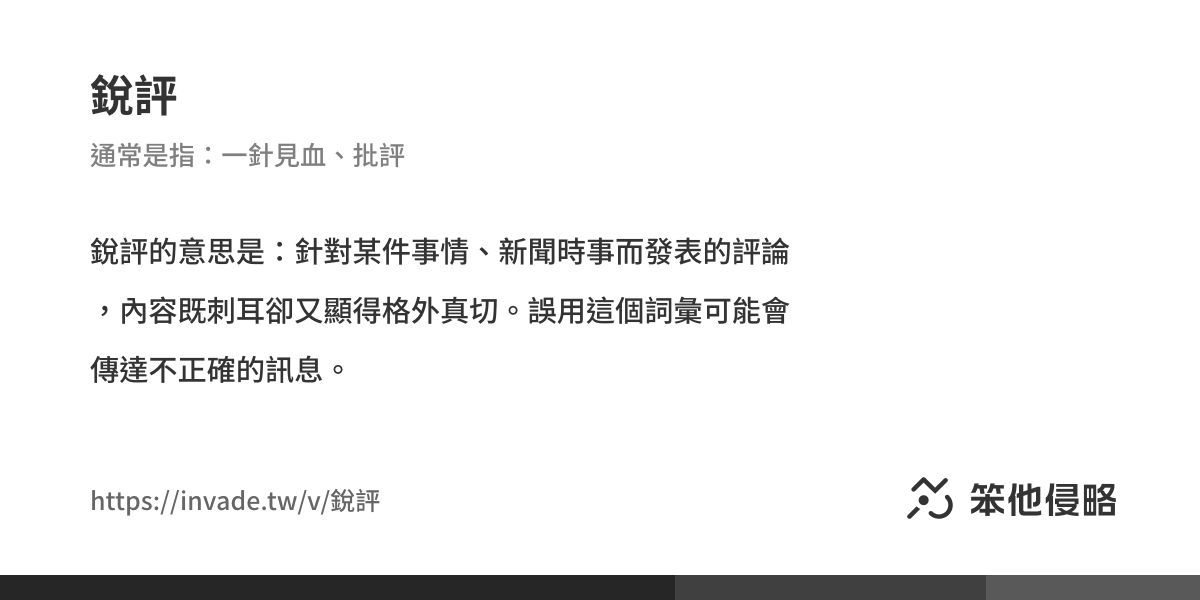 銳評
通常是指：一針見血、批評
銳評的意思是：針對某件事情、新聞時事而發表的評論
，內容既刺耳卻又顯得格外真切。誤用這個詞彙可能會
傳達不正確的訊息。
https://invade.tw/v/銳評
笨他侵略